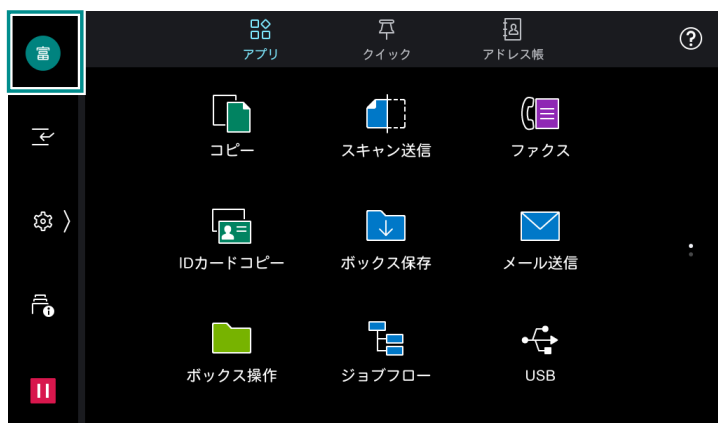 富
アプリ
クイック
アドレス帳
?
コピー
スキャン送信
ファクス
IDカードコピー
ボックス保存
メール送信
ボックス操作
ジョブフロー
USB